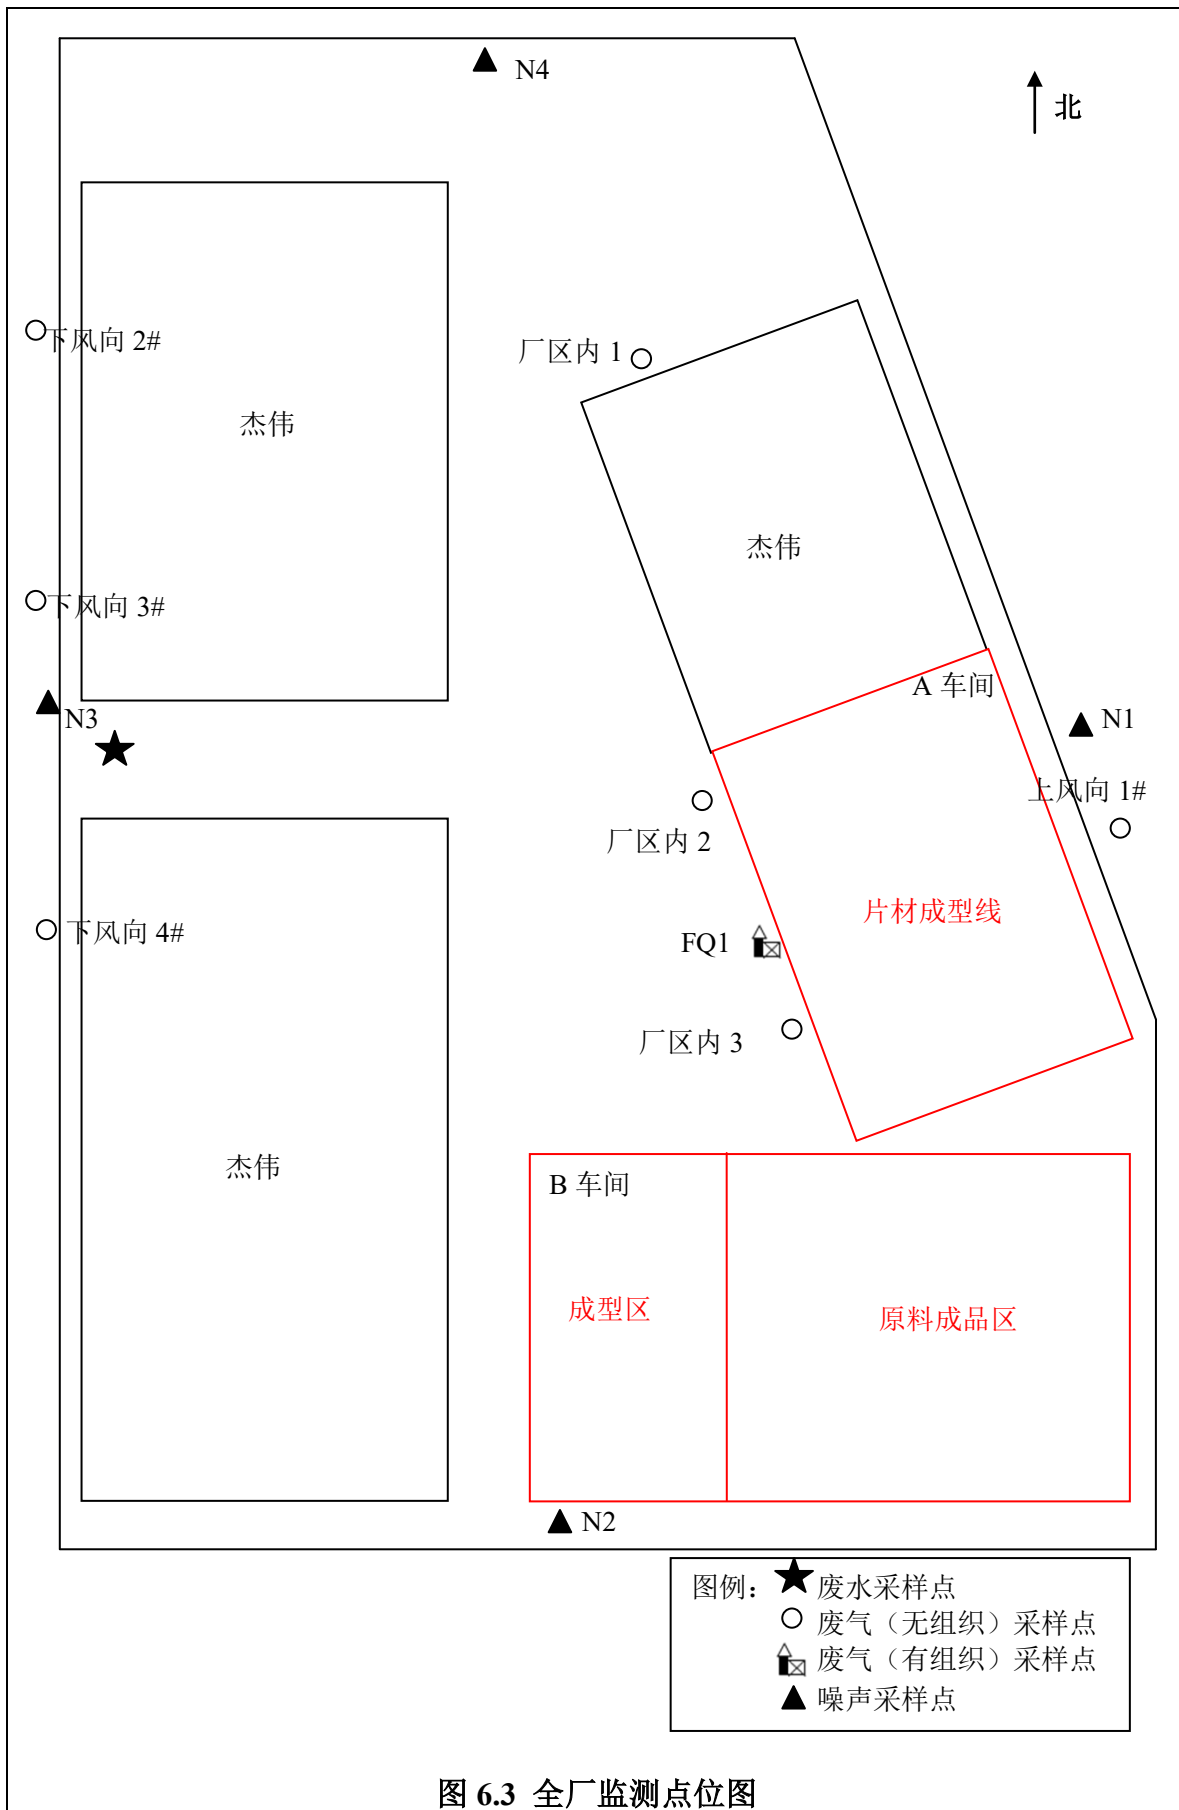 N4
北
下风向 2#
厂区内 1
杰伟
杰伟
下风向 3#
A 车间
N3
N1
上风向 1#
厂区内 2
片材成型线
下风向 4#
FQ1
厂区内 3
杰伟
B 车间
成型区
原料成品区
N2
图例： 废水采样点
废气（无组织）采样点
废气（有组织）采样点
噪声采样点
图 6.3 全厂监测点位图